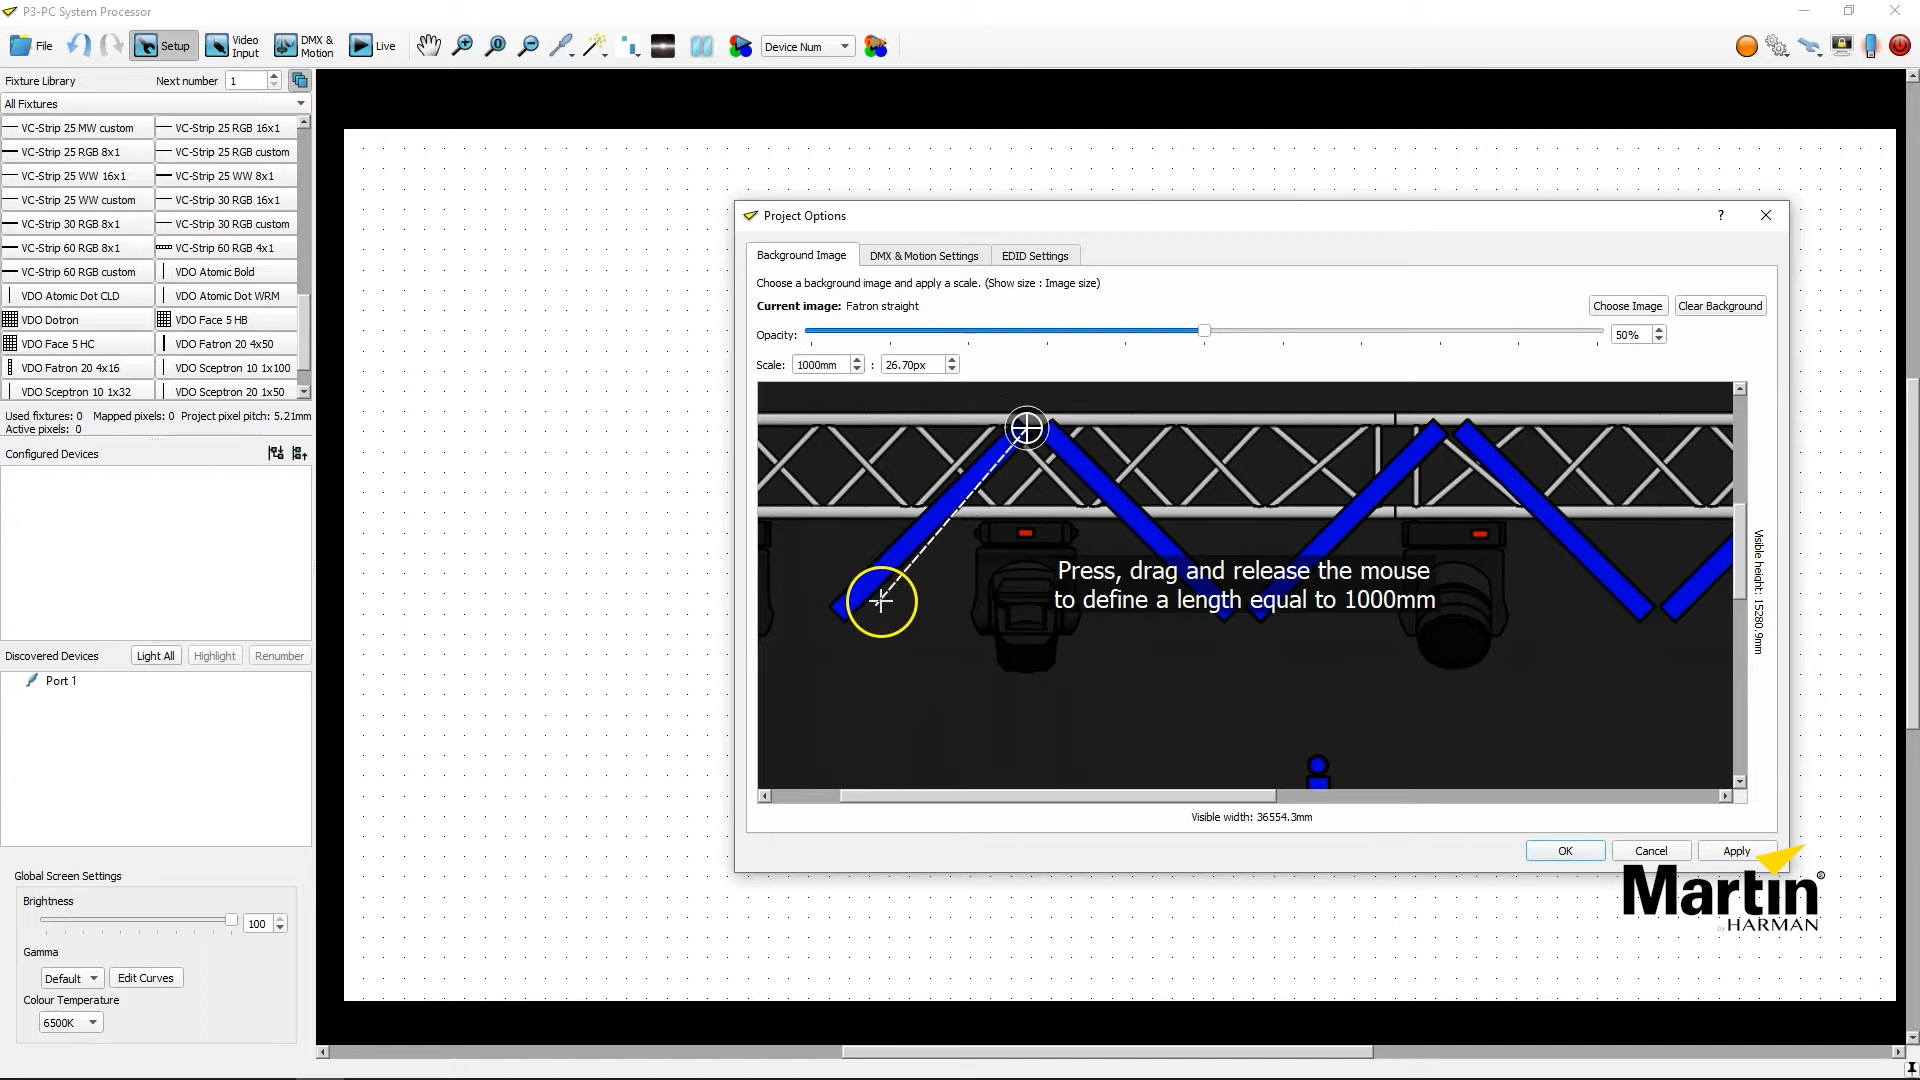 P3-PC System Processor
File
Setup
Video Input
DMX & Motion
Live
Device Num
Fixture Library
Next number
1
All Fixtures
VC-Strip 25 MW custom
VC-Strip 25 RGB 16x1
VC-Strip 25 RGB 8x1
VC-Strip 25 RGB custom
VC-Strip 25 WW 16x1
VC-Strip 25 WW 8x1
VC-Strip 25 WW custom
VC-Strip 30 RGB 16x1
VC-Strip 30 RGB 8x1
VC-Strip 30 RGB custom
VC-Strip 60 RGB 8x1
VC-Strip 60 RGB 4x1
VC-Strip 60 RGB custom
VDO Atomic Bold
VDO Atomic Dot CLD
VDO Atomic Dot WRM
VDO Dotron
VDO Face 5 HB
VDO Face 5 HC
VDO Fatron 20 4x50
VDO Fatron 20 4x16
VDO Sceptron 10 1x100
VDO Sceptron 10 1x32
VDO Sceptron 20 1x50
Used fixtures: 0 Mapped pixels: 0 Project pixel pitch: 5.21mm
Active pixels: 0
Configured Devices
Discovered Devices
Light All
Highlight
Renumber
Port 1
Global Screen Settings
Brightness
100
Gamma
Default
Edit Curves
Colour Temperature
6500K
Project Options
?
Background Image
DMX & Motion Settings
EDID Settings
Choose a background image and apply a scale. (Show size : Image size)
Current image: Fatron straight
Choose Image
Clear Background
Opacity:
50%
Scale: 1000mm : 26.70px
Press, drag and release the mouse
to define a length equal to 1000mm
Visible height: 15280.9mm
Visible width: 36554.3mm
OK
Cancel
Apply
Martin®
by HARMAN